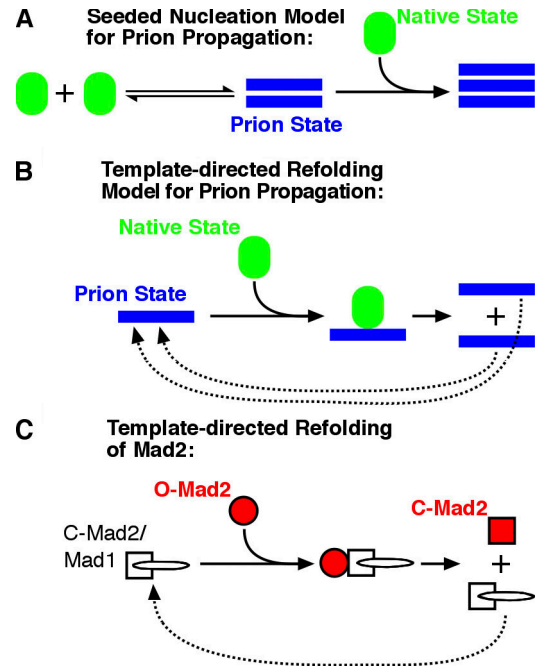 A
Seeded Nucleation Model
for Prion Propagation:
Native State
+
Prion State
B
Template-directed Refolding
Model for Prion Propagation:
Native State
Prion State
+
C
Template-directed Refolding
of Mad2:
O-Mad2
C-Mad2
C-Mad2/
Mad1
+